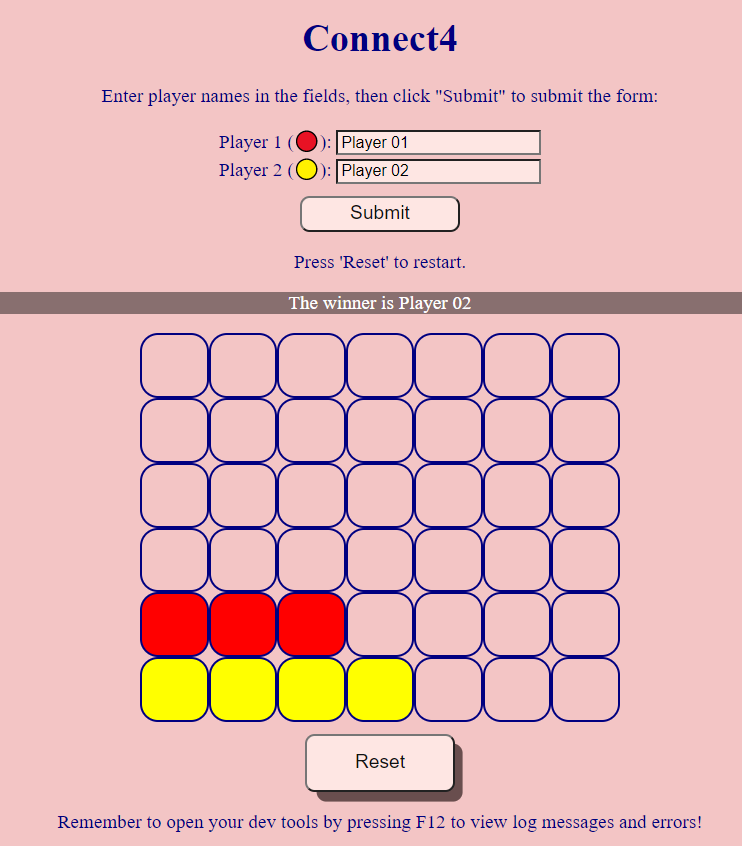 Connect4
Enter player names in the fields, then click "Submit" to submit the form:
Player 1 (🔴): Player 01
Player 2 (🟡): Player 02
Submit
Press 'Reset' to restart.
The winner is Player 02
Reset
Remember to open your dev tools by pressing F12 to view log messages and errors!